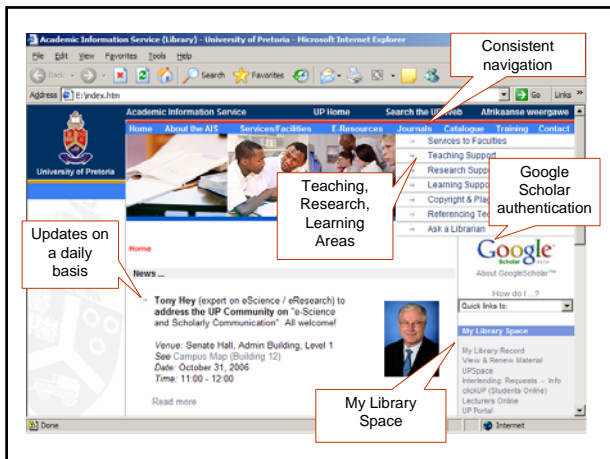 Academic Information Service (Library) - University of Pretoria - Microsoft Internet Explorer
Consistent navigation
File Edit View Favorites Tools Help
Back Search Favorites
Address E:\index.htm Go Links »
Academic Information Service UP Home Search the UP Web Afrikaanse weergawe
Home About the AIS Services/Facilities E-Resources Journals Catalogue Training Contact
University of Pretoria
Services to Faculties
Teaching Support
Research Supp
Learning Suppo
Copyright & Pla
Referencing Te
Ask a Librarian
Teaching,
Research,
Learning
Areas
Google
Scholar
authentication
Updates on
a daily
basis
Home
Google
Scholar BETA
About GoogleScholar™
News ...
How do I ...?
Quick links to:
Tony Hey (expert on eScience / eResearch) to
address the UP Community on "e-Science
and Scholarly Communication". All welcome!
Venue: Senate Hall, Admin Building, Level 1
See Campus Map (Building 12)
Date: October 31, 2006
Time: 11:00 - 12:00
Read more
My Library Space
My Library Record
View & Renew Material
UPSpace
Interlending: Requests - Info
clickUP (Students Online)
Lecturers Online
UP Portal
My Library
Space
Done
Internet